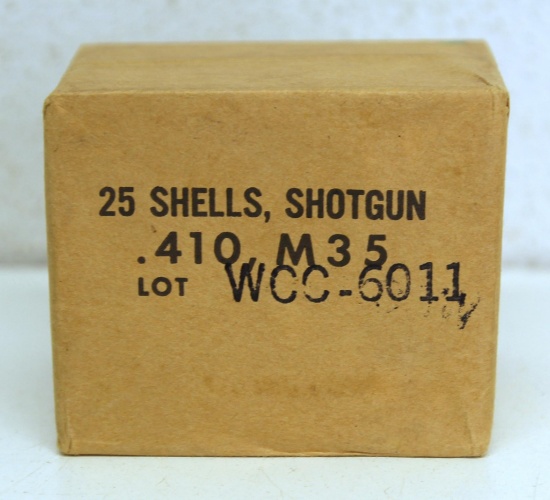 25 SHELLS, SHOTGUN
.410, M35
LOT WCC-6011